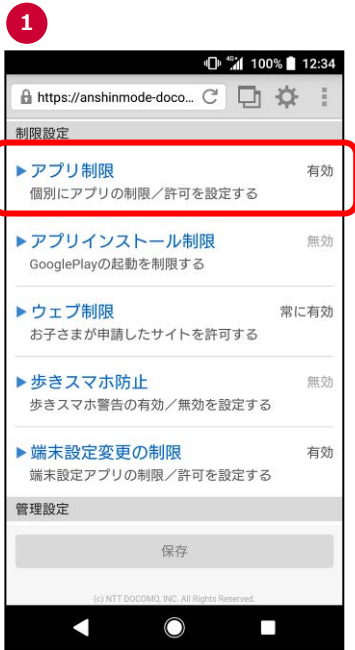 1
4G 100% 12:34
https://anshinmode-doco...
制限設定
▶アプリ制限 有効
個別にアプリの制限／許可を設定する
▶アプリインストール制限 無効
GooglePlayの起動を制限する
▶ウェブ制限 常に有効
お子さまが申請したサイトを許可する
▶歩きスマホ防止 無効
歩きスマホ警告の有効／無効を設定する
▶端末設定変更の制限 有効
端末設定アプリの制限／許可を設定する
管理設定
保存
(c) NTT DOCOMO, INC. All Rights Reserved.